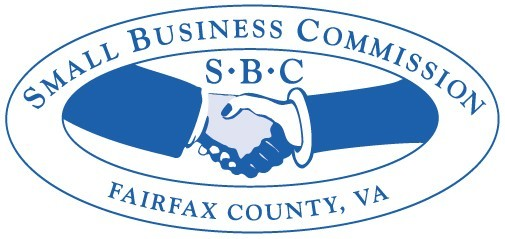 SMALL BUSINESS COMMISSION
S·B·C
FAIRFAX COUNTY, VA